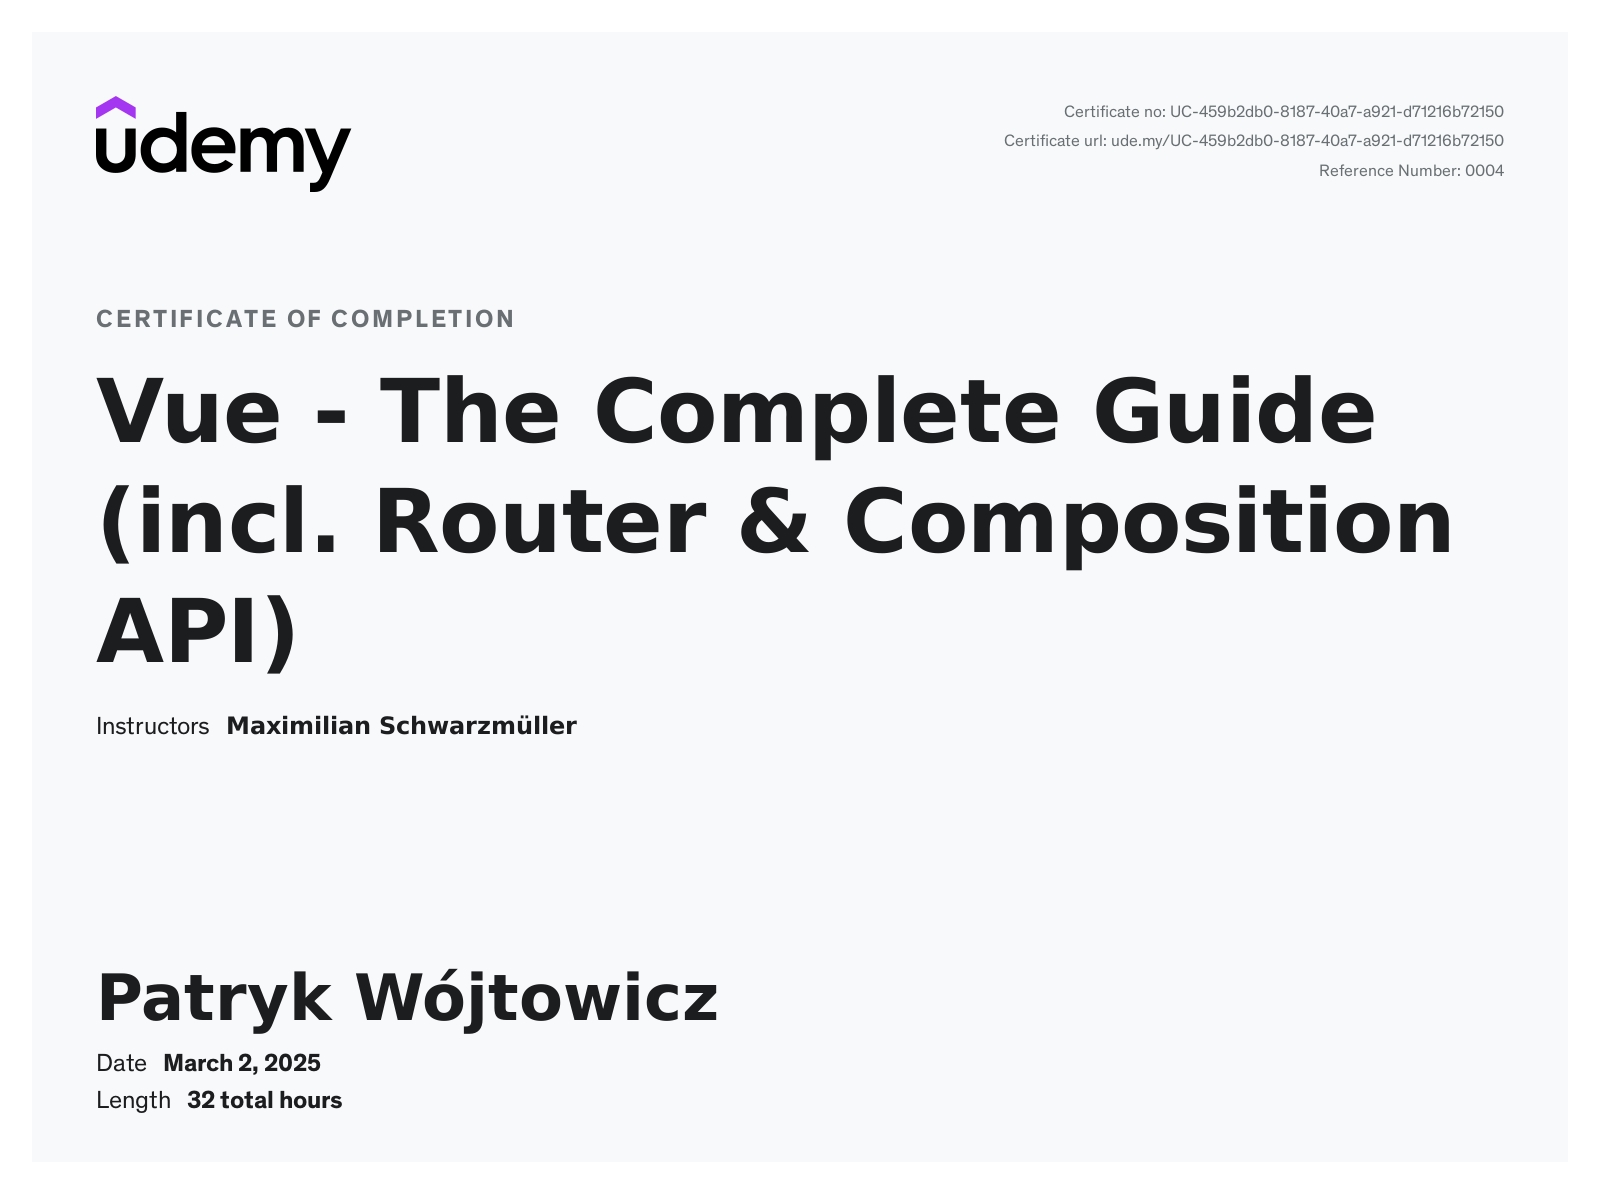 udemy
Certificate no: UC-459b2db0-8187-40a7-a921-d71216b72150
Certificate url: ude.my/UC-459b2db0-8187-40a7-a921-d71216b72150
Reference Number: 0004
CERTIFICATE OF COMPLETION
Vue - The Complete Guide
(incl. Router & Composition
API)
Instructors Maximilian Schwarzmüller
Patryk Wójtowicz
Date March 2, 2025
Length 32 total hours